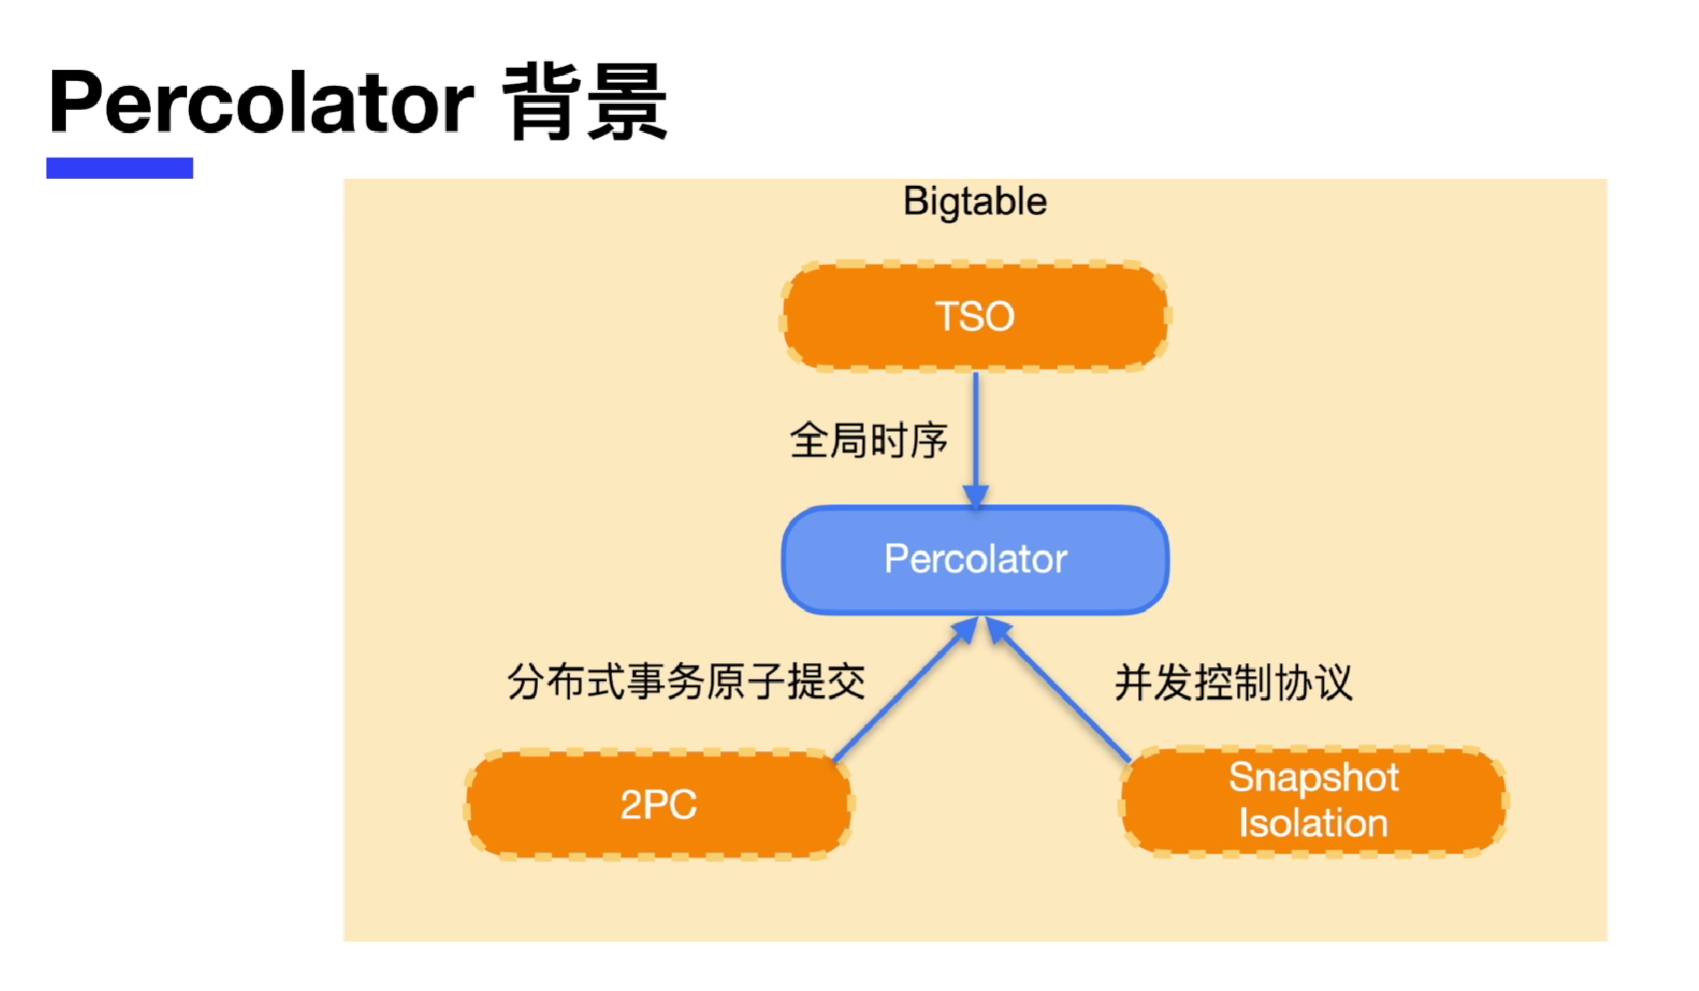 Percolator 背景
Bigtable
TSO
全局时序
Percolator
分布式事务原子提交
并发控制协议
2PC
Snapshot
Isolation